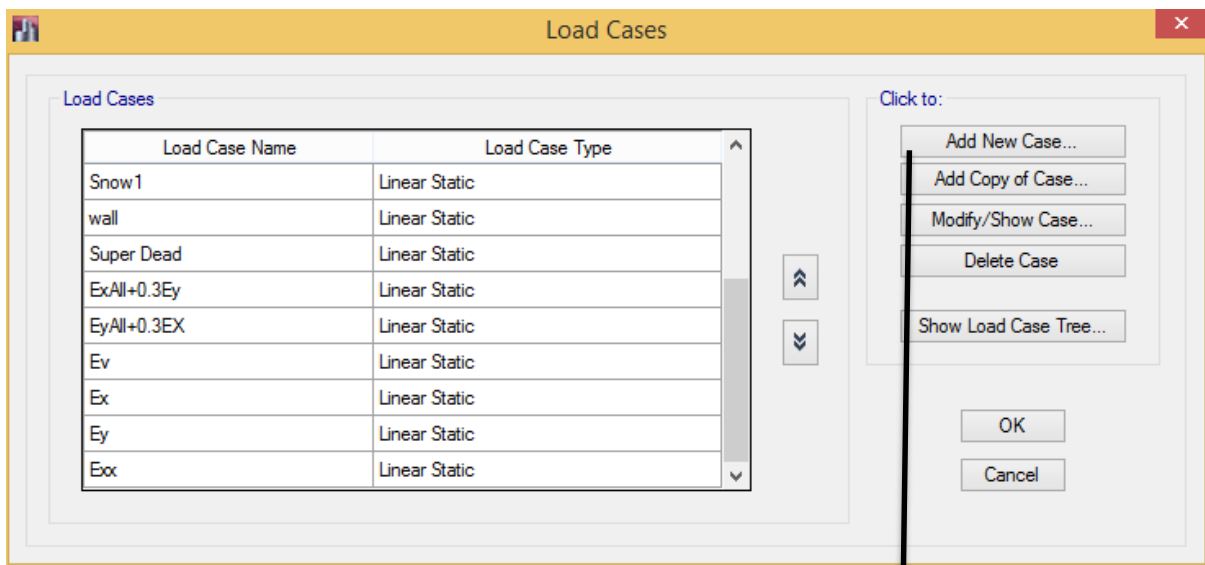 Load Cases
Load Cases
Click to:
Load Case Name Load Case Type
Snow1 Linear Static
wall Linear Static
Super Dead Linear Static
ExAll+0.3Ey Linear Static
EyAll+0.3EX Linear Static
Ev Linear Static
Ex Linear Static
Ey Linear Static
Exx Linear Static
Add New Case...
Add Copy of Case...
Modify/Show Case...
Delete Case
Show Load Case Tree...
OK
Cancel